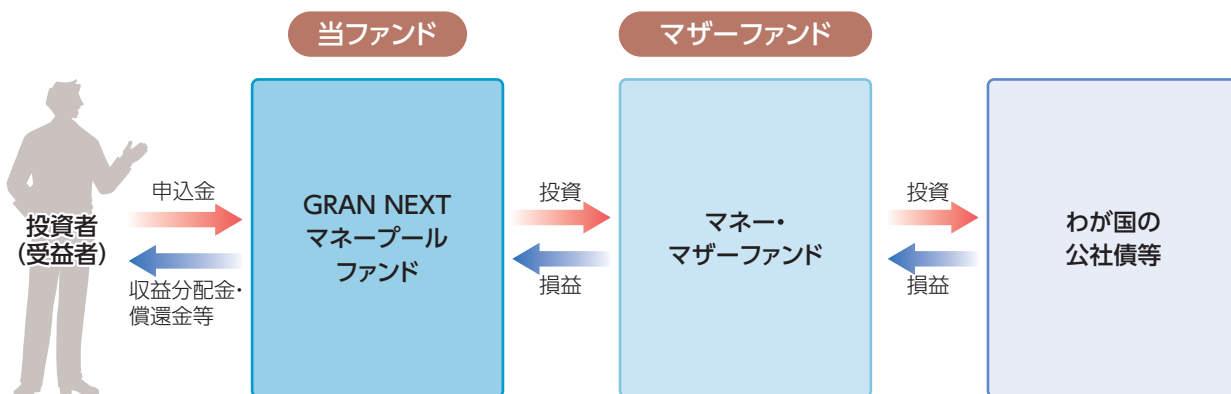 当ファンド
マザーファンド
投資者
(受益者)
申込金
収益分配金・
償還金等
GRAN NEXT
マネープール
ファンド
投資
損益
マネー・
マザーファンド
投資
損益
わが国の
公社債等